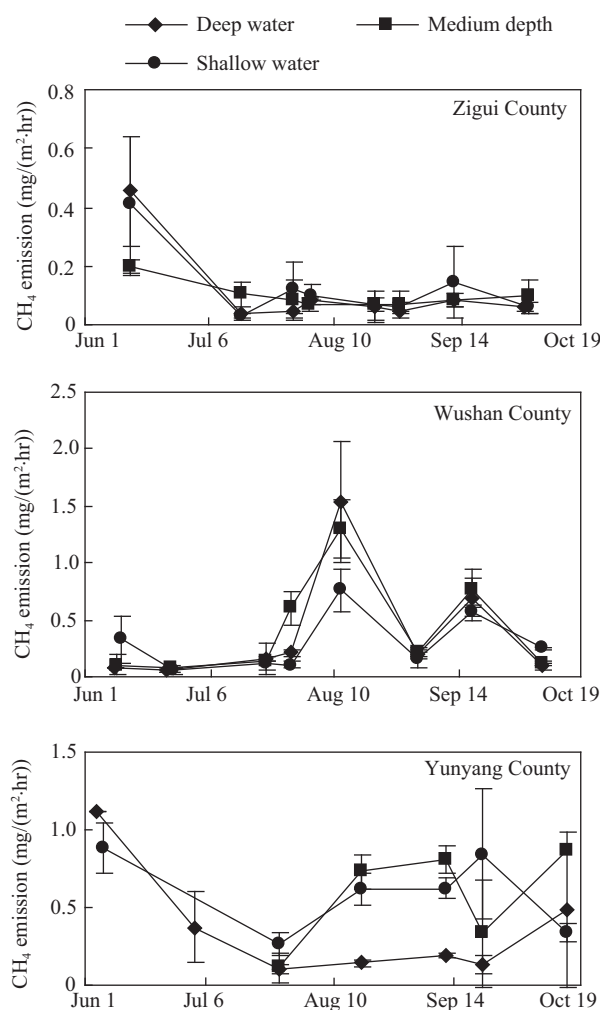 Deep water
Medium depth
Shallow water
0.8
Zigui County
0.6
0.4
0.2
0
CH₄ emission (mg/(m²·hr))
Jun 1
Jul 6
Aug 10
Sep 14
Oct 19
2.5
Wushan County
2.0
1.5
1.0
0.5
0
CH₄ emission (mg/(m²·hr))
Jun 1
Jul 6
Aug 10
Sep 14
Oct 19
1.5
Yunyang County
1.0
0.5
0
CH₄ emission (mg/(m²·hr))
Jun 1
Jul 6
Aug 10
Sep 14
Oct 19